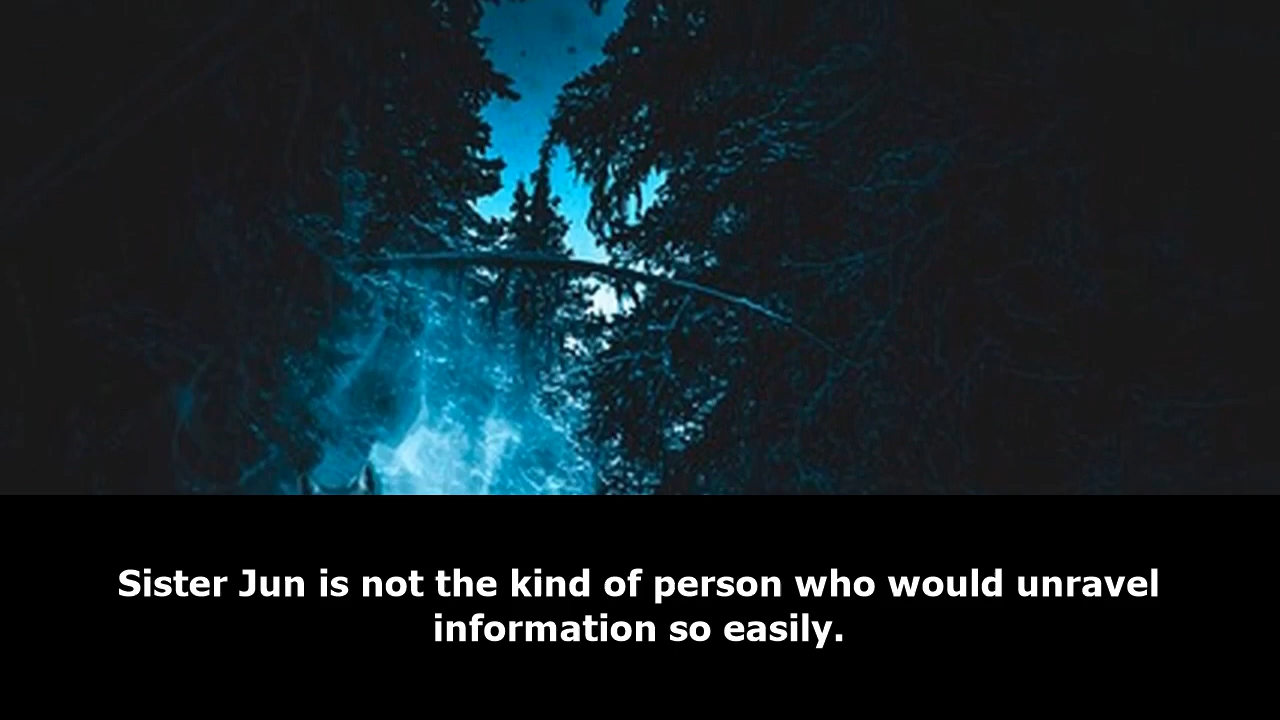 Sister Jun is not the kind of person who would unravel
information so easily.